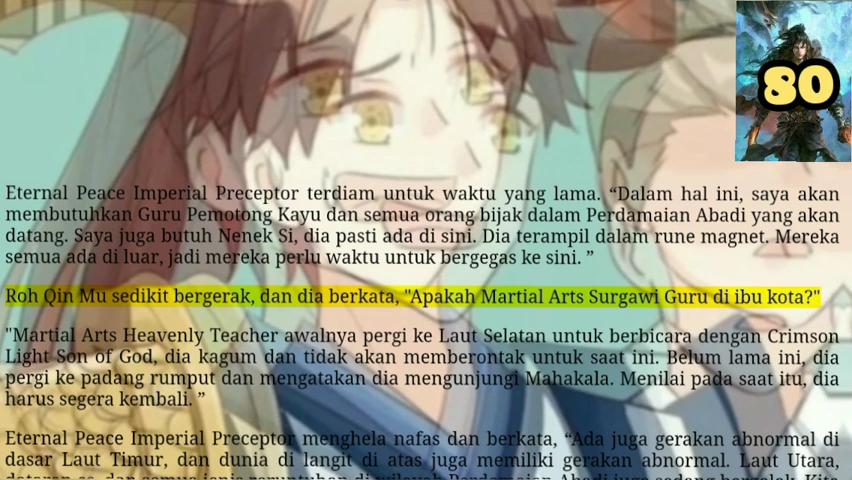 80
Eternal Peace Imperial Preceptor terdiam untuk waktu yang lama. “Dalam hal ini, saya akan
membutuhkan Guru Pemotong Kayu dan semua orang bijak dalam Perdamaian Abadi yang akan
datang. Saya juga butuh Nenek Si, dia pasti ada di sini. Dia terampil dalam rune magnet. Mereka
semua ada di luar, jadi mereka perlu waktu untuk bergegas ke sini. ”
Roh Qin Mu sedikit bergerak, dan dia berkata, "Apakah Martial Arts Surgawi Guru di ibu kota?"
"Martial Arts Heavenly Teacher awalnya pergi ke Laut Selatan untuk berbicara dengan Crimson
Light Son of God, dia kagum dan tidak akan memberontak untuk saat ini. Belum lama ini, dia
pergi ke padang rumput dan mengatakan dia mengunjungi Mahakala. Menilai pada saat itu, dia
harus segera kembali. ”
Eternal Peace Imperial Preceptor menghela nafas dan berkata, “Ada juga gerakan abnormal di
dasar Laut Timur, dan dunia di langit di atas juga memiliki gerakan abnormal. Laut Utara,